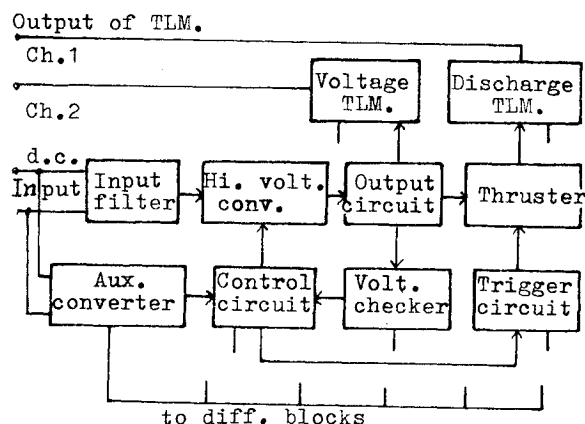 Output of TLM.
Ch.1
Ch.2
Voltage
TLM.
Discharge
TLM.
d.c.
Input
Input
filter
Hi. volt.
conv.
Output
circuit
Thruster
Aux.
converter
Control
circuit
Volt.
checker
Trigger
circuit
to diff. blocks